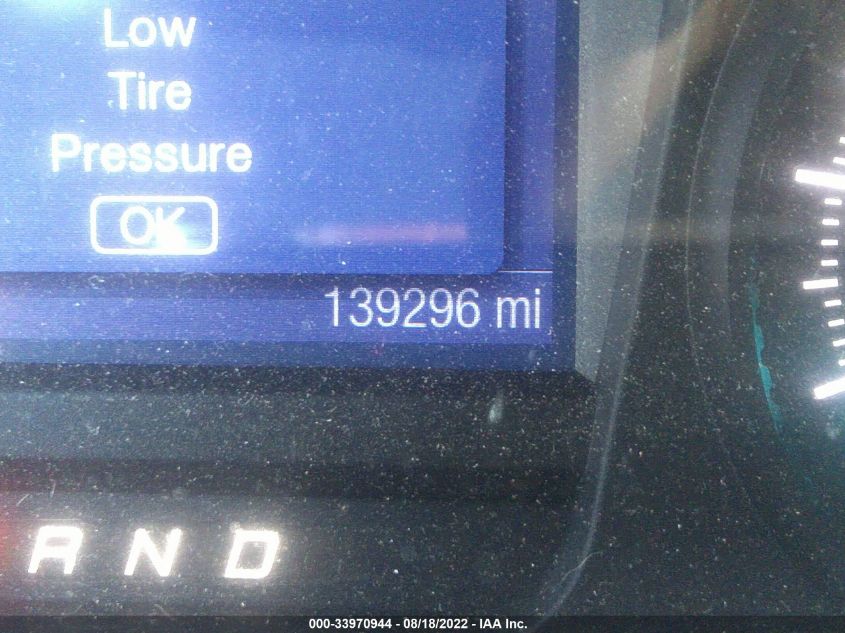 Low
Tire
Pressure
OK
139296 mi
R N D
000-33970944 - 08/18/2022 - IAA Inc.